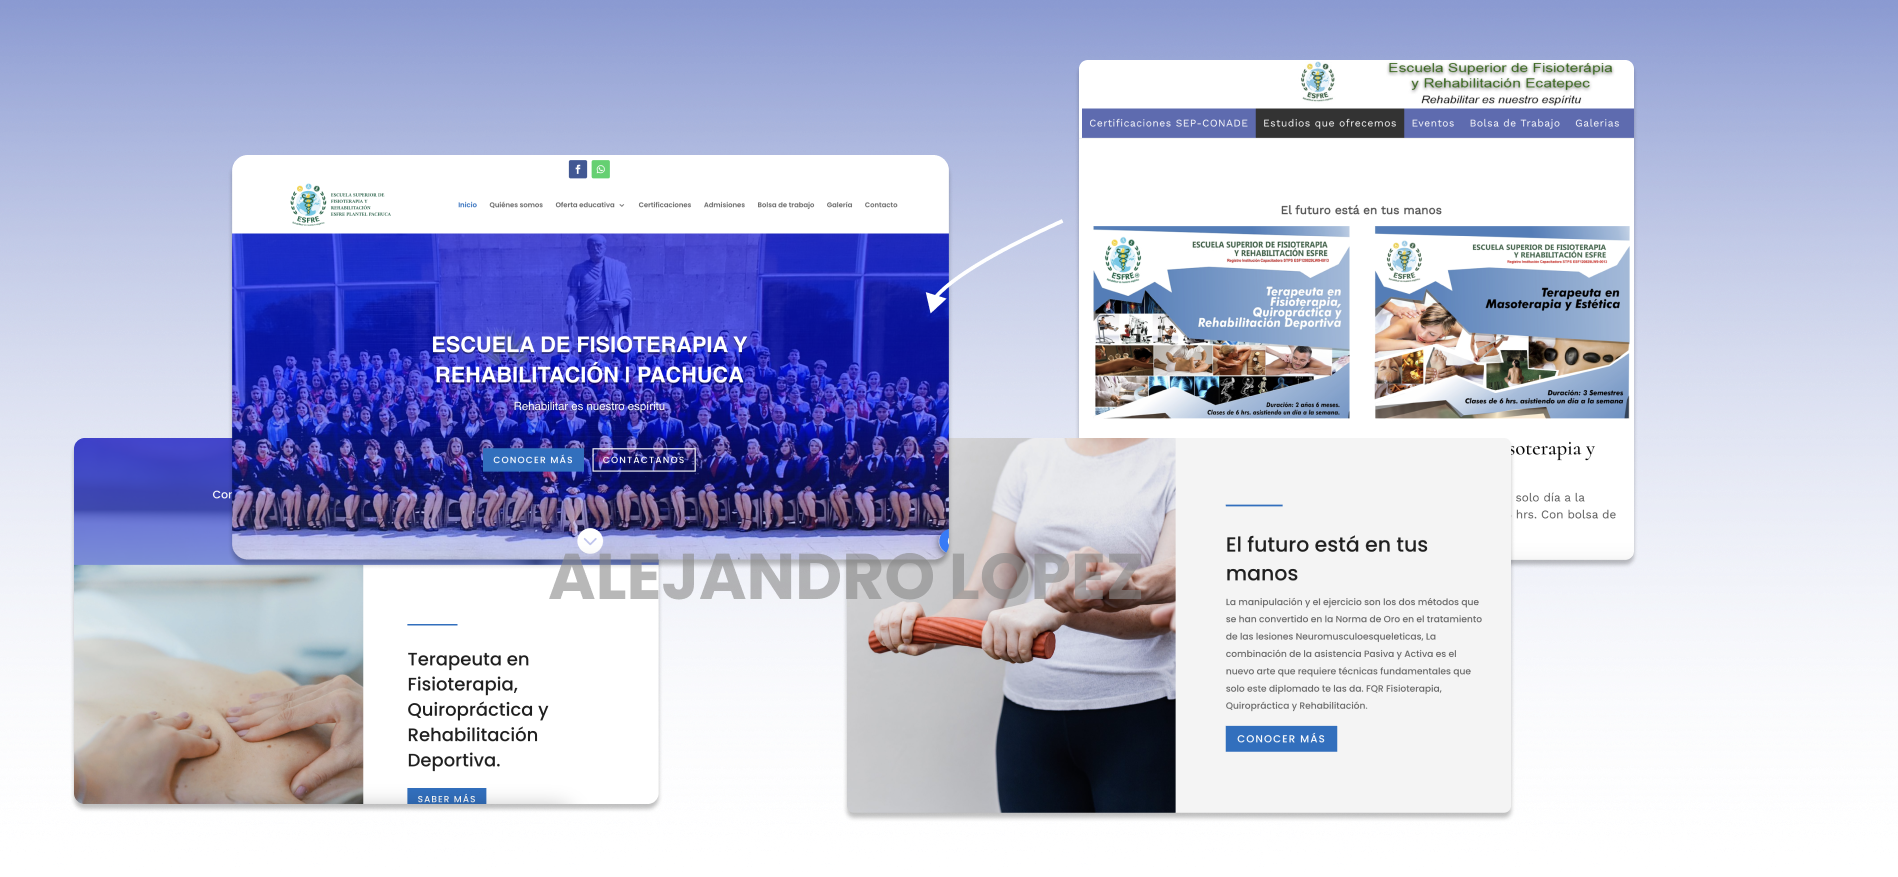 Escuela Superior de Fisioterápia
y Rehabilitación Ecatepec
Rehabilitar es nuestro espíritu
ESFRE
Certificaciones SEP-CONADE
Estudios que ofrecemos
Eventos
Bolsa de Trabajo
Galerias
El futuro está en tus manos
ESCUELA SUPERIOR DE FISIOTERAPIA
Y REHABILITACIÓN ESFRE
ESFRE
Terapeuta en
Fisioterapia,
Quiropráctica y
Rehabilitación Deportiva
Duración: 2 años 6 meses.
Clases de 6 hrs. asistiendo un día a la semana.
ESCUELA SUPERIOR DE FISIOTERAPIA
Y REHABILITACIÓN ESFRE
ESFRE
Terapeuta en
Masoterapia y Estética
Duración: 3 Semestres
Clases de 6 hrs. asistiendo un día a la semana
soterapia y
solo día a la
hrs. Con bolsa de
ESFRE
ESCUELA SUPERIOR DE
FISIOTERAPIA Y
REHABILITACIÓN
ESFRE PLANTEL PACHUCA
Inicio
Quiénes somos
Oferta educativa
Certificaciones
Admisiones
Bolsa de trabajo
Galería
Contacto
ESCUELA DE FISIOTERAPIA Y
REHABILITACIÓN | PACHUCA
Rehabilitar es nuestro espíritu
CONOCER MÁS
CONTÁCTANOS
Cor
ALEJANDRO LOPEZ
Terapeuta en
Fisioterapia,
Quiropráctica y
Rehabilitación
Deportiva.
SABER MÁS
El futuro está en tus
manos
La manipulación y el ejercicio son los dos métodos que
se han convertido en la Norma de Oro en el tratamiento
de las lesiones Neuromusculoesqueleticas, La
combinación de la asistencia Pasiva y Activa es el
nuevo arte que requiere técnicas fundamentales que
solo este diplomado te las da. FQR Fisioterapia,
Quiropráctica y Rehabilitación.
CONOCER MÁS